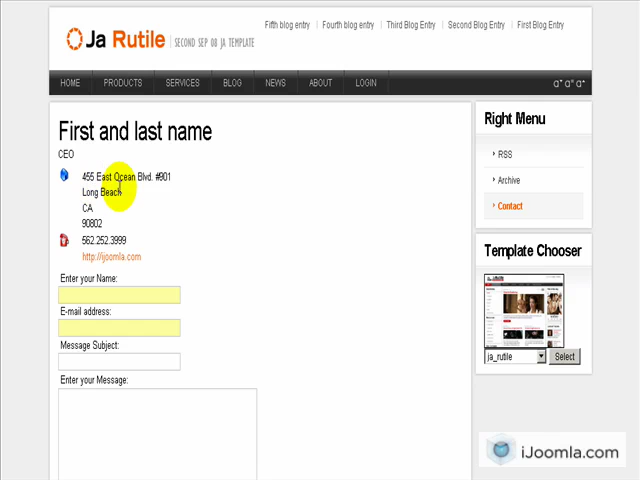 Fifth blog entry Fourth blog entry Third Blog Entry Second Blog Entry First Blog Entry
Ja Rutile SECOND SEP 08 JA TEMPLATE
HOME PRODUCTS SERVICES BLOG NEWS ABOUT LOGIN
First and last name
CEO
455 East Ocean Blvd. #901
Long Beach
CA
90802
562.252.3999
http://ijoomla.com
Enter your Name:
E-mail address:
Message Subject:
Enter your Message:
Right Menu
RSS
Archive
Contact
Template Chooser
ja_rutile Select
iJoomla.com